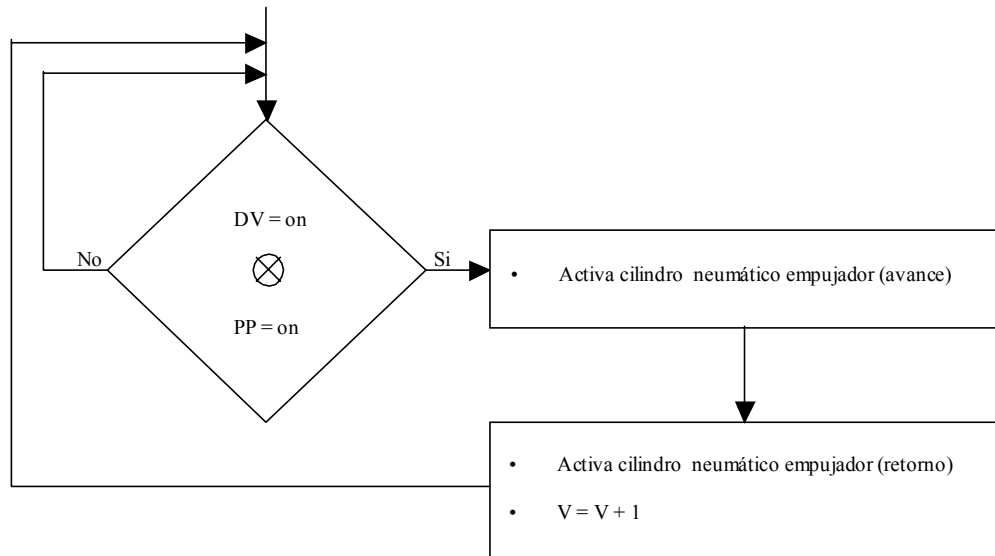 DV = on
No
Si
PP = on
• Activa cilindro neumático empujador (avance)
• Activa cilindro neumático empujador (retorno)
• V = V + 1